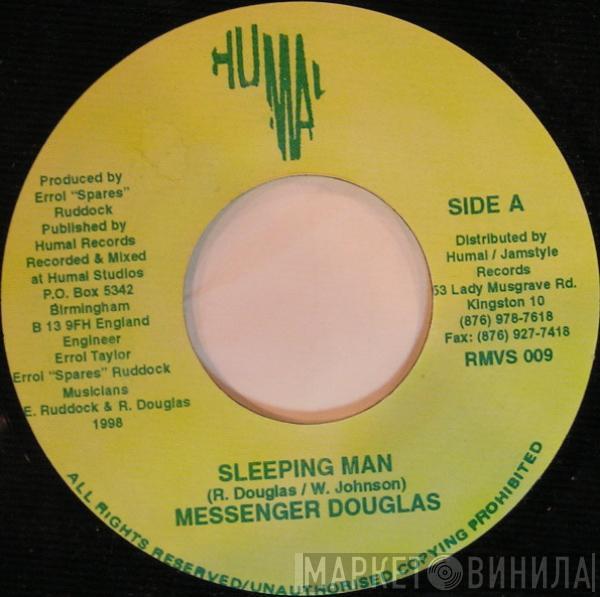 HUMAL
Produced by
Errol "Spares"
Ruddock
Published by
Humal Records
Recorded & Mixed
at Humal Studios
P.O. Box 5342
Birmingham
B 13 9FH England
Engineer
Errol Taylor
Errol "Spares" Ruddock
Musicians
E. Ruddock & R. Douglas
1998
SIDE A
Distributed by
Humal / Jamstyle
Records
53 Lady Musgrave Rd.
Kingston 10
(876) 978-7618
Fax: (876) 927-7418
RMVS 009
SLEEPING MAN
(R. Douglas / W. Johnson)
MESSENGER DOUGLAS
ALL RIGHTS RESERVED/UNAUTHORISED COPYING PROHIBITED
МАРКЕТ ВИНИЛА